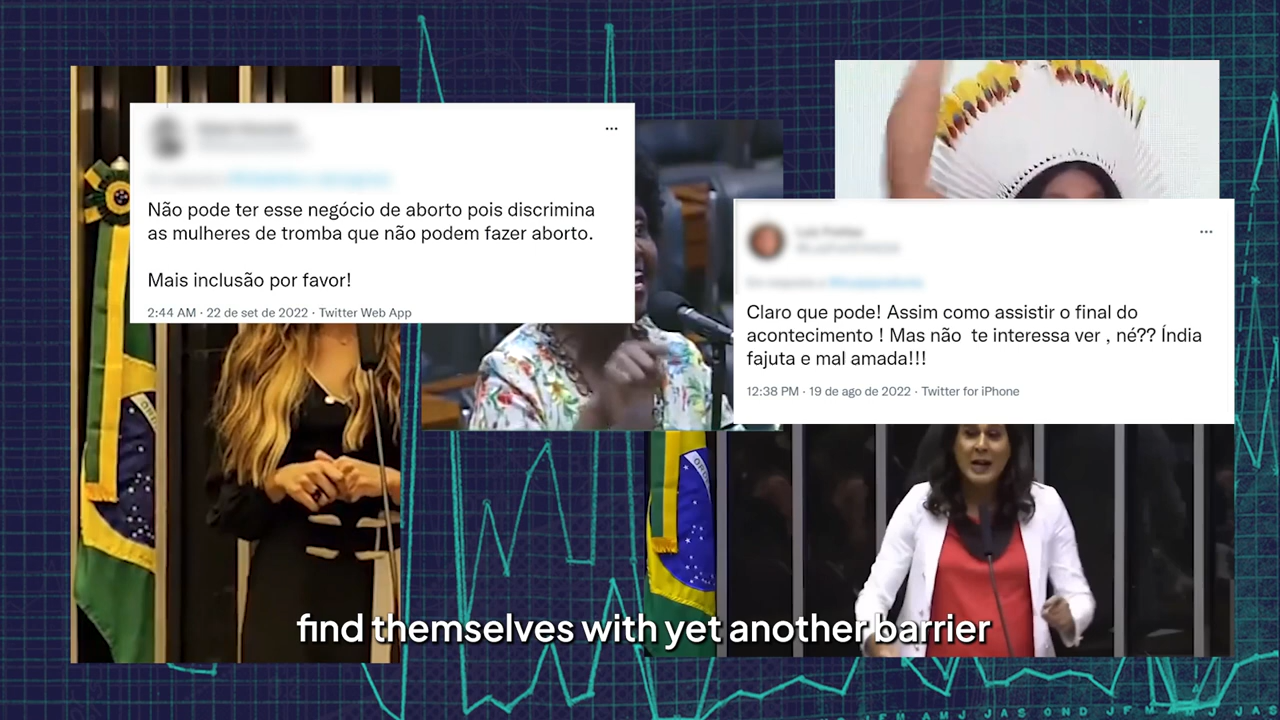 Não pode ter esse negócio de aborto pois discrimina
as mulheres de tromba que não podem fazer aborto.
Mais inclusão por favor!
2:44 AM · 22 de set de 2022 · Twitter Web App
Claro que pode! Assim como assistir o final do
acontecimento ! Mas não te interessa ver , né?? Índia
fajuta e mal amada!!!
12:38 PM · 19 de ago de 2022 · Twitter for iPhone
find themselves with yet another barrier